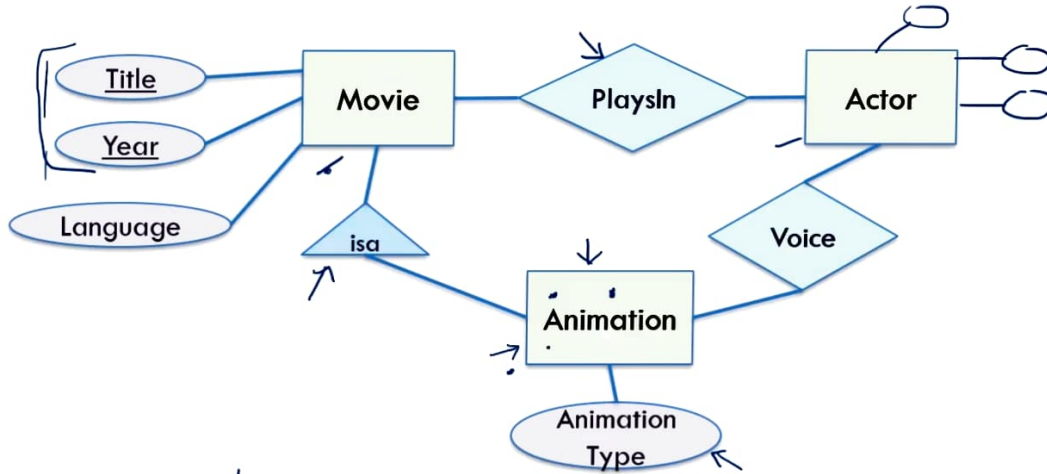 Title
Movie
PlaysIn
Actor
Year
Language
isa
Voice
Animation
Animation
Type